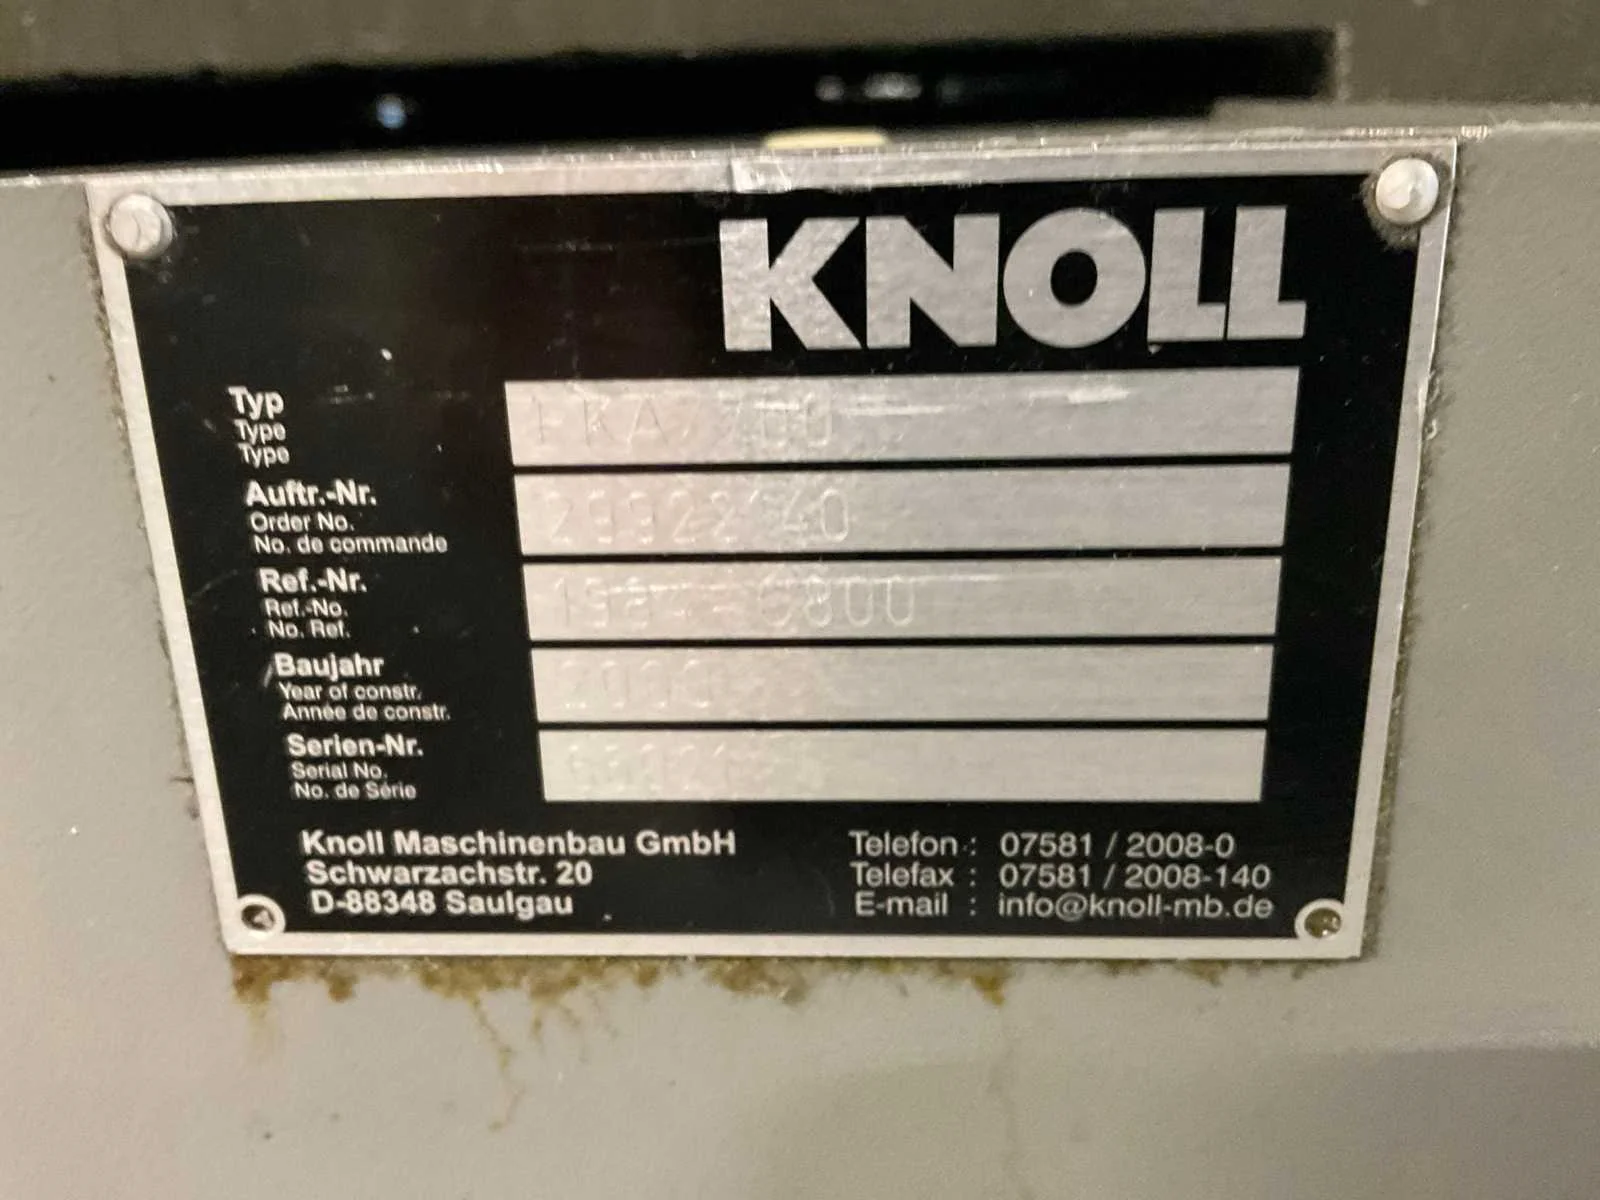 KNOLL
Typ
Type
Type
Auftr.-Nr.
Order No.
No. de commande
Ref.-Nr.
Ref.-No.
No. Ref.
Baujahr
Year of constr.
Année de constr.
Serien-Nr.
Serial No.
No. de Série
Knoll Maschinenbau GmbH
Schwarzachstr. 20
D-88348 Saulgau
Telefon : 07581 / 2008-0
Telefax : 07581 / 2008-140
E-mail : info@knoll-mb.de